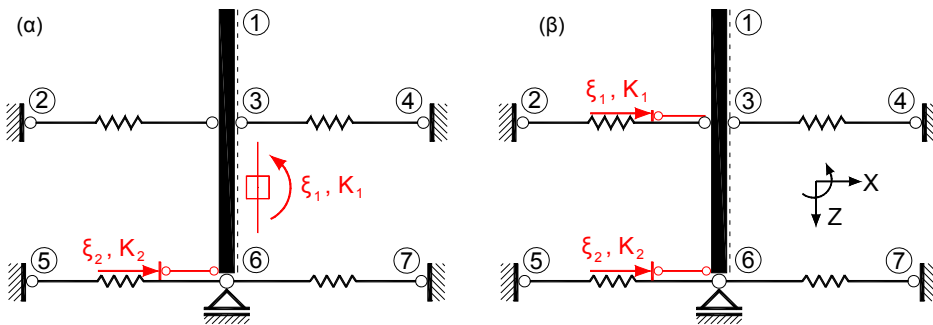 (α)
①
②
③
④
ξ₁, K₁
ξ₂, K₂
⑤
⑥
⑦
(β)
①
ξ₁, K₁
②
③
④
X
Z
ξ₂, K₂
⑤
⑥
⑦